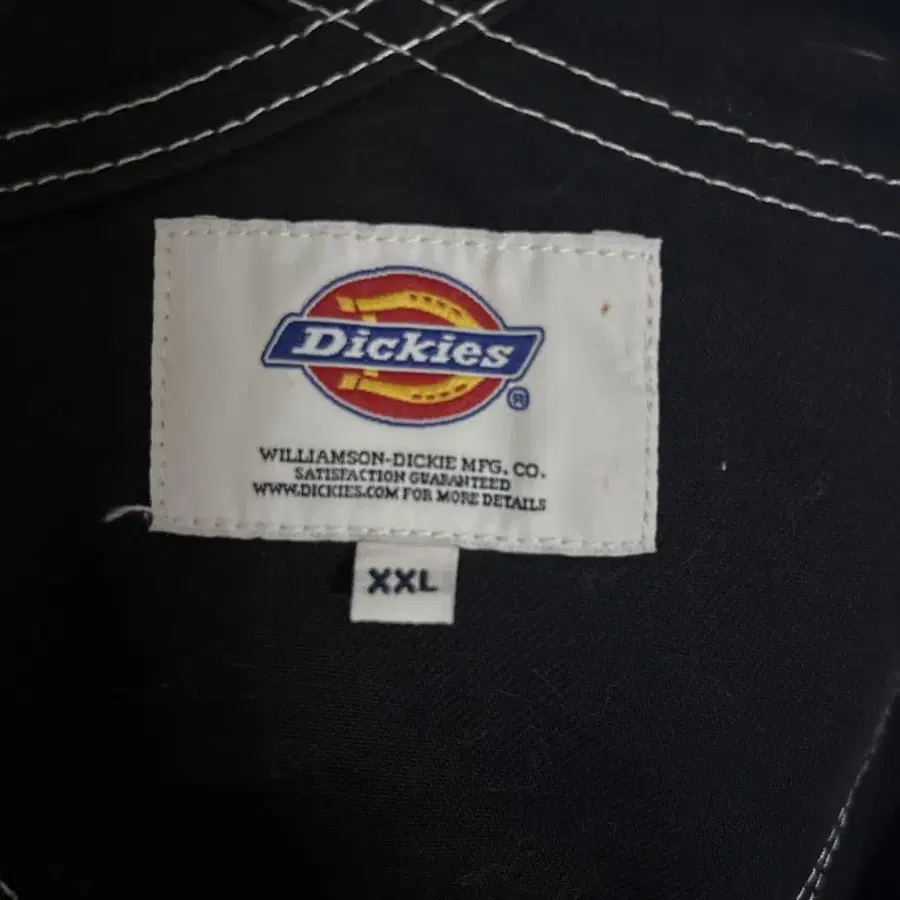 Dickies
®
WILLIAMSON-DICKIE MFG. CO.
SATISFACTION GUARANTEED
WWW.DICKIES.COM FOR MORE DETAILS
XXL